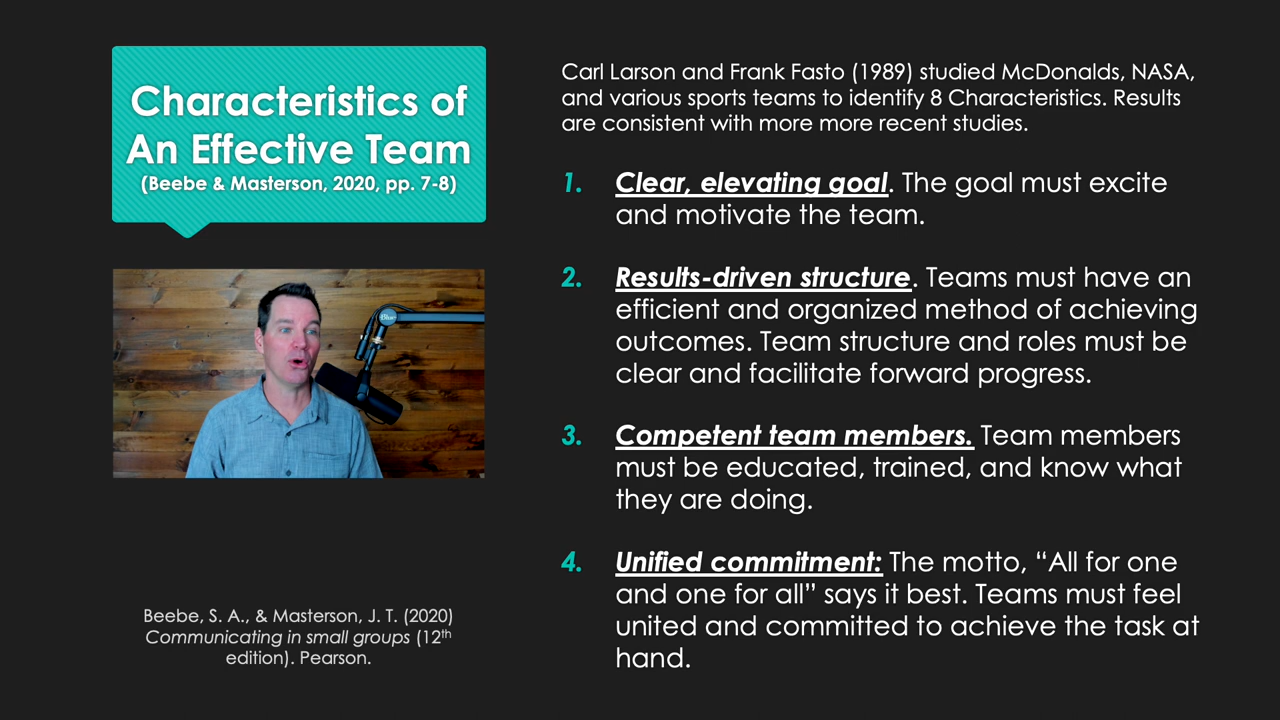 Characteristics of
An Effective Team
(Beebe & Masterson, 2020, pp. 7-8)
Blue
Beebe, S. A., & Masterson, J. T. (2020)
Communicating in small groups (12th
edition). Pearson.
Carl Larson and Frank Fasto (1989) studied McDonalds, NASA,
and various sports teams to identify 8 Characteristics. Results
are consistent with more more recent studies.
1. Clear, elevating goal. The goal must excite
and motivate the team.
2. Results-driven structure. Teams must have an
efficient and organized method of achieving
outcomes. Team structure and roles must be
clear and facilitate forward progress.
3. Competent team members. Team members
must be educated, trained, and know what
they are doing.
4. Unified commitment: The motto, “All for one
and one for all” says it best. Teams must feel
united and committed to achieve the task at
hand.